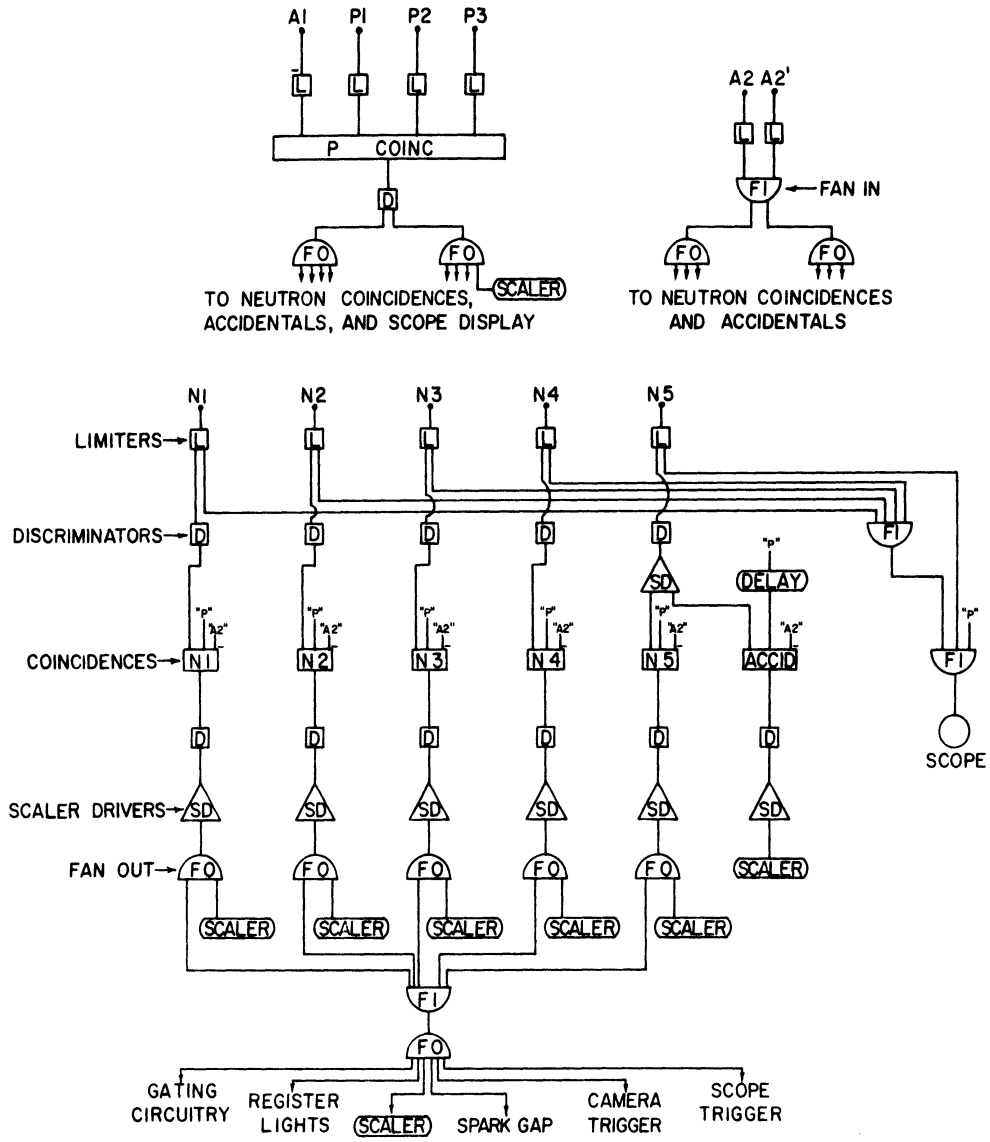 A1 P1 P2 P3
L̄ L L L
P COINC
D
FO FO
SCALER
TO NEUTRON COINCIDENCES,
ACCIDENTALS, AND SCOPE DISPLAY
A2 A2'
L L
FI FAN IN
FO FO
TO NEUTRON COINCIDENCES
AND ACCIDENTALS
N1 N2 N3 N4 N5
LIMITERS L L L L L
DISCRIMINATORS D D D D D FI
"P"
SD DELAY
"P" "P" "P" "P" "P" "P"
"A2" "A2" "A2" "A2" "A2" "A2"
COINCIDENCES N1 N2 N3 N4 N5 ACCID FI
D D D D D D
SCOPE
SCALER DRIVERS SD SD SD SD SD SD
FAN OUT FO FO FO FO FO SCALER
SCALER SCALER SCALER SCALER SCALER
FI
FO
GATING
CIRCUITRY
REGISTER
LIGHTS
SCALER
SPARK GAP
CAMERA
TRIGGER
SCOPE
TRIGGER